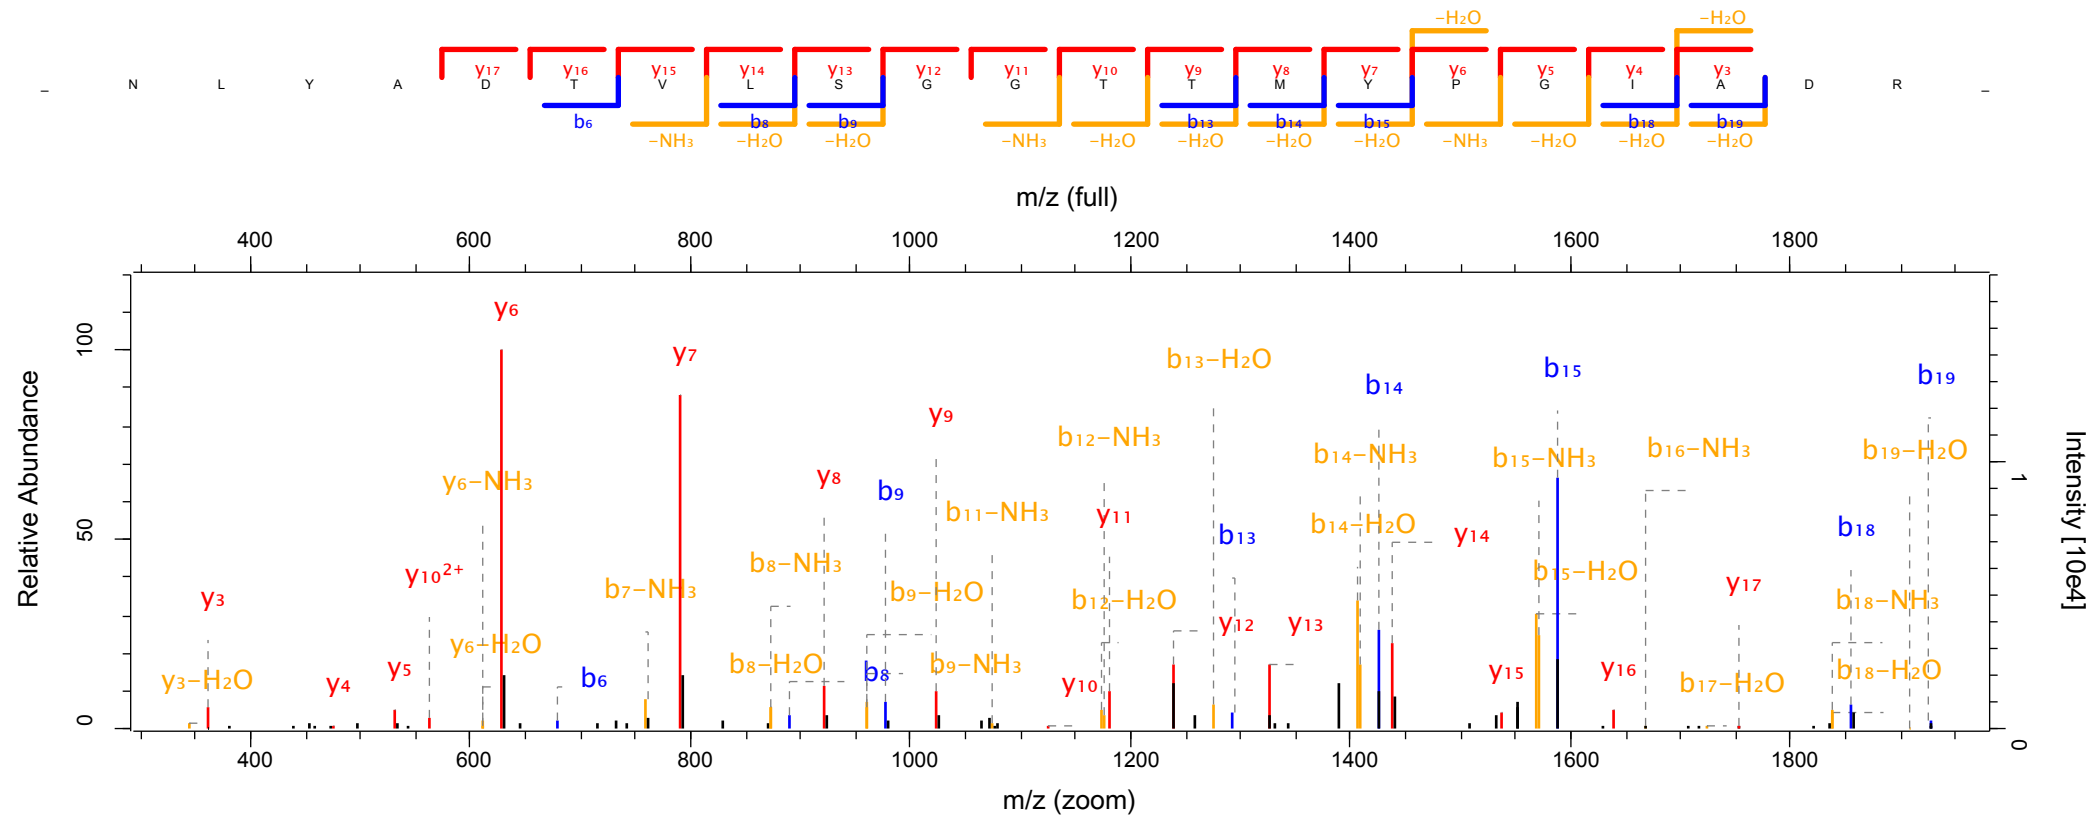 –H₂O –H₂O
y₁₇ y₁₆ y₁₅ y₁₄ y₁₃ y₁₂ y₁₁ y₁₀ y₉ y₈ y₇ y₆ y₅ y₄ y₃
_ N L Y A D T V L S G G T T M Y P G I A D R _
b₆ b₈ b₉ b₁₃ b₁₄ b₁₅ b₁₈ b₁₉
–NH₃ –H₂O –H₂O –NH₃ –H₂O –H₂O –H₂O –H₂O –NH₃ –H₂O –H₂O –H₂O
m/z (full)
400 600 800 1000 1200 1400 1600 1800
Relative Abundance
100
50
0
y₆
y₇
b₁₃–H₂O
b₁₅
b₁₉
b₁₄
y₉
b₁₂–NH₃
b₁₆–NH₃
b₁₉–H₂O
b₁₄–NH₃
b₁₅–NH₃
y₈
y₆–NH₃
b₉
b₁₁–NH₃
y₁₁
b₁₄–H₂O
b₁₈
b₁₃
y₁₄
b₈–NH₃
y₁₀²⁺
b₁₅–H₂O
y₁₇
b₇–NH₃
b₉–H₂O
y₃
b₁₂–H₂O
b₁₈–NH₃
y₁₂
y₁₃
y₆–H₂O
b₈–H₂O
b₉–NH₃
y₅
b₈
y₁₅
y₁₆
b₁₈–H₂O
y₃–H₂O
b₆
y₄
y₁₀
b₁₇–H₂O
Intensity [10e4]
1
0
400 600 800 1000 1200 1400 1600 1800
m/z (zoom)